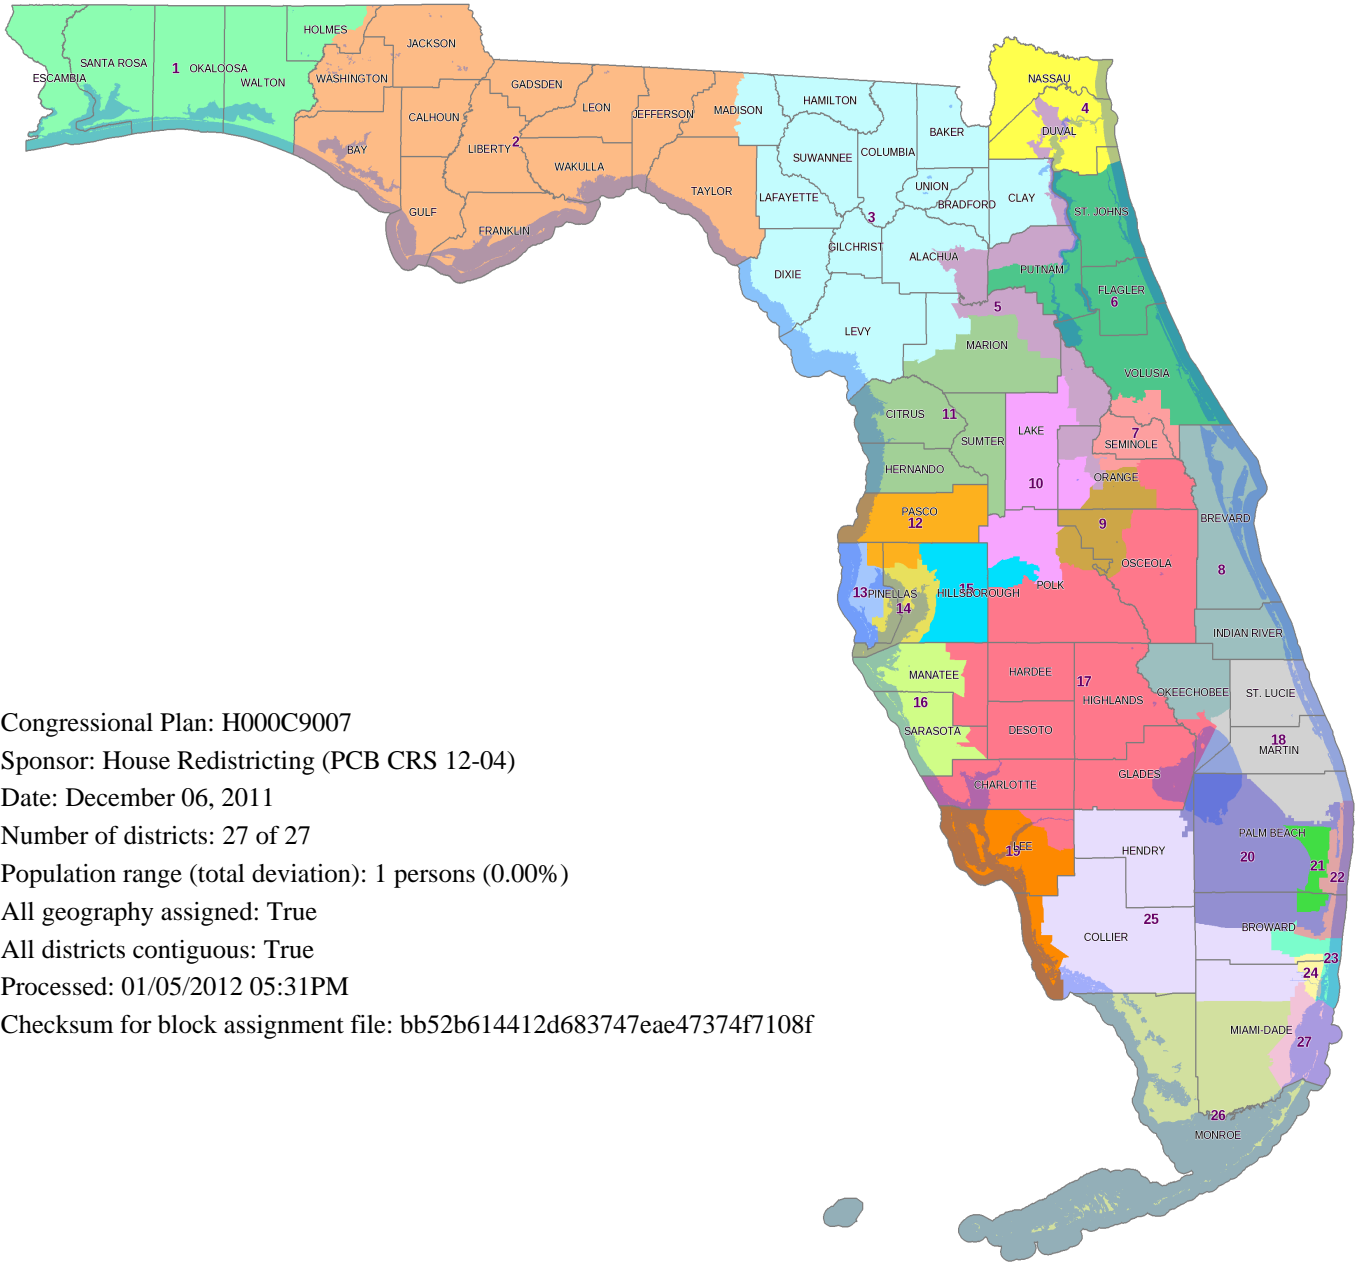 HOLMES
JACKSON
SANTA ROSA
1
OKALOOSA
ESCAMBIA
WALTON
WASHINGTON
GADSDEN
LEON
JEFFERSON
MADISON
HAMILTON
NASSAU
4
DUVAL
BAKER
CALHOUN
LIBERTY
2
BAY
WAKULLA
SUWANNEE
COLUMBIA
TAYLOR
LAFAYETTE
UNION
BRADFORD
CLAY
ST. JOHNS
GULF
FRANKLIN
3
GILCHRIST
ALACHUA
DIXIE
PUTNAM
FLAGLER
6
5
LEVY
MARION
VOLUSIA
CITRUS
11
SUMTER
LAKE
7
SEMINOLE
HERNANDO
10
ORANGE
PASCO
12
9
BREVARD
OSCEOLA
8
13
PINELLAS
14
15
HILLSBOROUGH
POLK
INDIAN RIVER
MANATEE
HARDEE
17
HIGHLANDS
OKEECHOBEE
ST. LUCIE
16
SARASOTA
DESOTO
18
MARTIN
CHARLOTTE
GLADES
PALM BEACH
19
LEE
HENDRY
20
21
22
25
COLLIER
BROWARD
23
24
MIAMI-DADE
27
26
MONROE
Congressional Plan: H000C9007
Sponsor: House Redistricting (PCB CRS 12-04)
Date: December 06, 2011
Number of districts: 27 of 27
Population range (total deviation): 1 persons (0.00%)
All geography assigned: True
All districts contiguous: True
Processed: 01/05/2012 05:31PM
Checksum for block assignment file: bb52b614412d683747eae47374f7108f